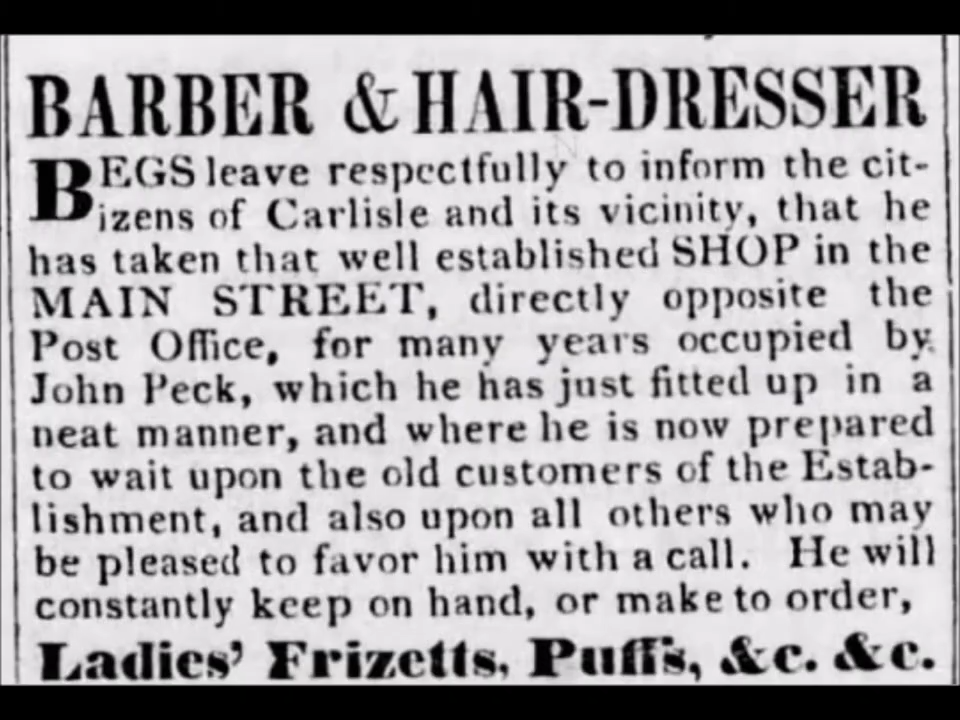 BARBER & HAIR-DRESSER
BEGS leave respectfully to inform the cit-
izens of Carlisle and its vicinity, that he
has taken that well established SHOP in the
MAIN STREET, directly opposite the
Post Office, for many years occupied by
John Peck, which he has just fitted up in a
neat manner, and where he is now prepared
to wait upon the old customers of the Estab-
lishment, and also upon all others who may
be pleased to favor him with a call. He will
constantly keep on hand, or make to order,
Ladies' Frizetts, Puffs, &c. &c.